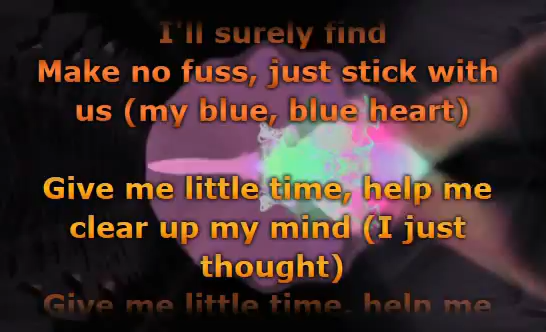 I'll surely find
Make no fuss, just stick with
us (my blue, blue heart)
Give me little time, help me
clear up my mind (I just
thought)
Give me little time, help me